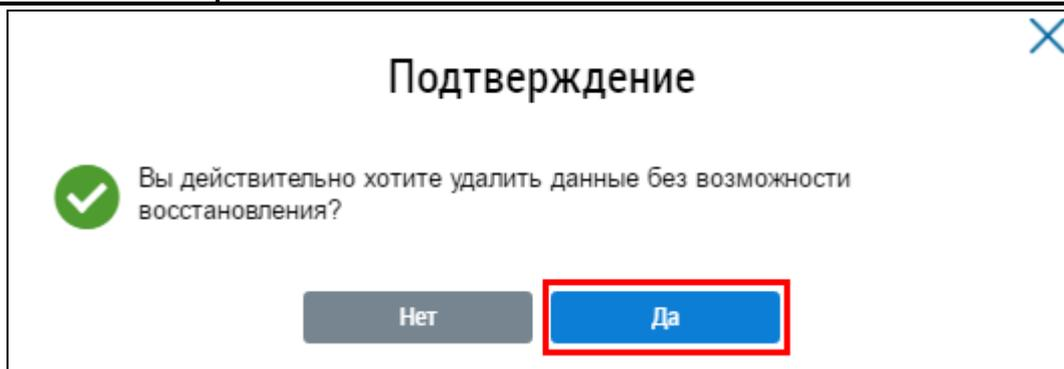 Подтверждение
Вы действительно хотите удалить данные без возможности
восстановления?
Нет
Да